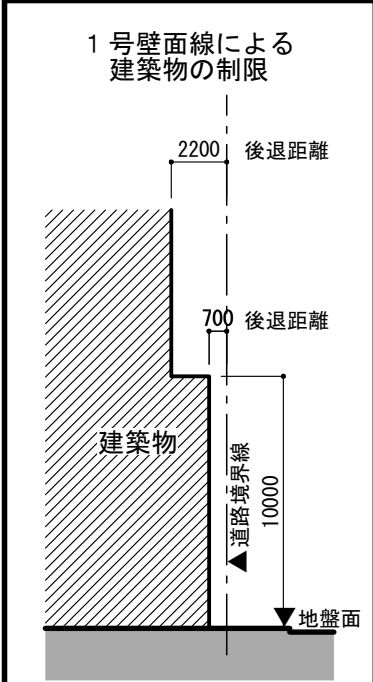 1号壁面線による
建築物の制限
2200 後退距離
700 後退距離
建築物
道路境界線
10000
地盤面